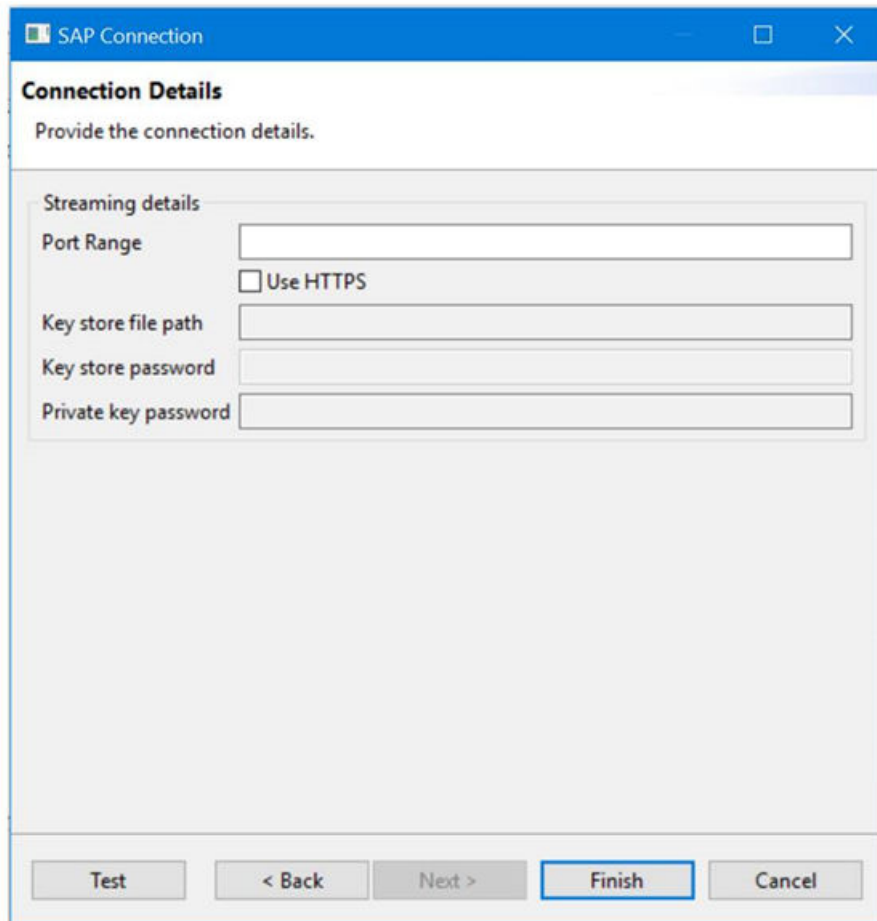 SAP Connection
Connection Details
Provide the connection details.
Streaming details
Port Range
Use HTTPS
Key store file path
Key store password
Private key password
Test < Back Next > Finish Cancel